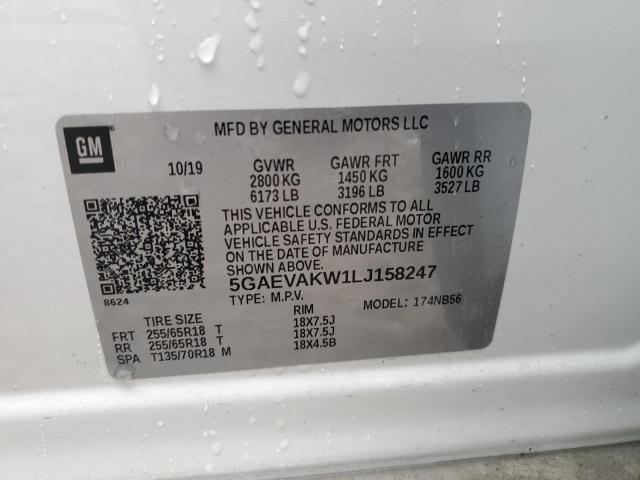 MFD BY GENERAL MOTORS LLC
GM
10/19 GVWR GAWR FRT GAWR RR
2800 KG 1450 KG 1600 KG
6173 LB 3196 LB 3527 LB
THIS VEHICLE CONFORMS TO ALL
APPLICABLE U.S. FEDERAL MOTOR
VEHICLE SAFETY STANDARDS IN EFFECT
ON THE DATE OF MANUFACTURE
SHOWN ABOVE.
8624
5GAEVAKW1LJ158247
TYPE: M.P.V. MODEL: 174NB56
TIRE SIZE RIM
FRT 255/65R18 T 18X7.5J
RR 255/65R18 T 18X7.5J
SPA T135/70R18 M 18X4.5B